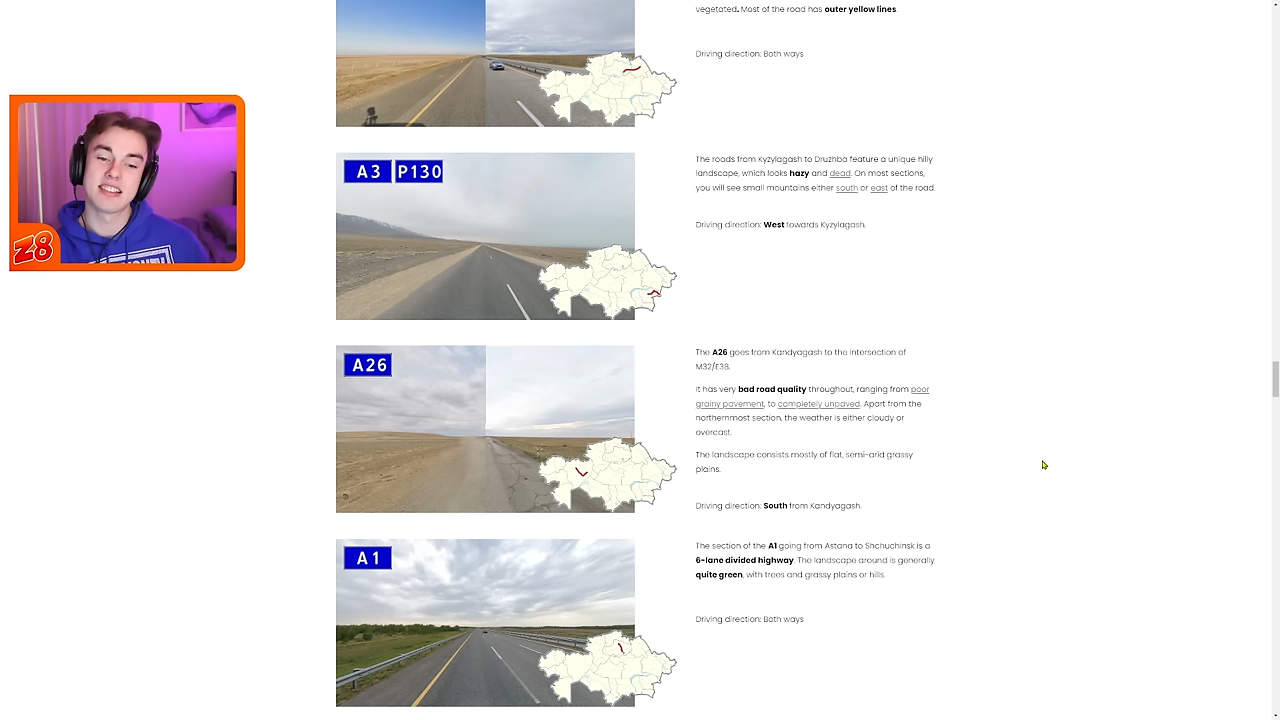 vegetated. Most of the road has outer yellow lines.
Driving direction: Both ways
A3 P130
The roads from Kyzylagash to Druzhba feature a unique hilly
landscape, which looks hazy and dead. On most sections,
you will see small mountains either south or east of the road.
Driving direction: West towards Kyzylagash.
Z8
A26
The A26 goes from Kandyagash to the intersection of
M32/E38.
It has very bad road quality throughout, ranging from poor
grainy pavement, to completely unpaved. Apart from the
northernmost section, the weather is either cloudy or
overcast.
The landscape consists mostly of flat, semi-arid grassy
plains.
Driving direction: South from Kandyagash.
A1
The section of the A1 going from Astana to Shchuchinsk is a
6-lane divided highway. The landscape around is generally
quite green, with trees and grassy plains or hills.
Driving direction: Both ways